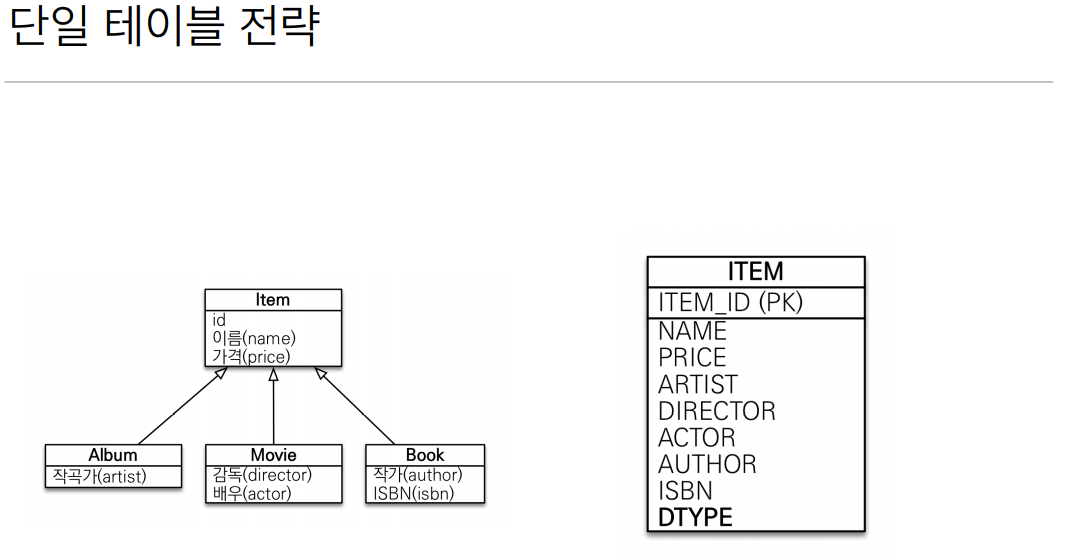 단일 테이블 전략
Item
id
이름(name)
가격(price)
Album
작곡가(artist)
Movie
감독(director)
배우(actor)
Book
작가(author)
ISBN(isbn)
ITEM
ITEM_ID (PK)
NAME
PRICE
ARTIST
DIRECTOR
ACTOR
AUTHOR
ISBN
DTYPE